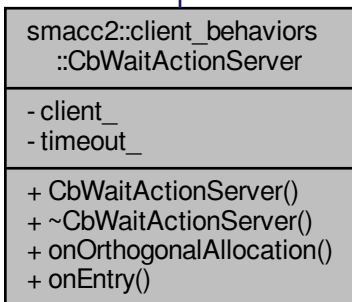 smacc2::client_behaviors
::CbWaitActionServer
- client_
- timeout_
+ CbWaitActionServer()
+ ~CbWaitActionServer()
+ onOrthogonalAllocation()
+ onEntry()